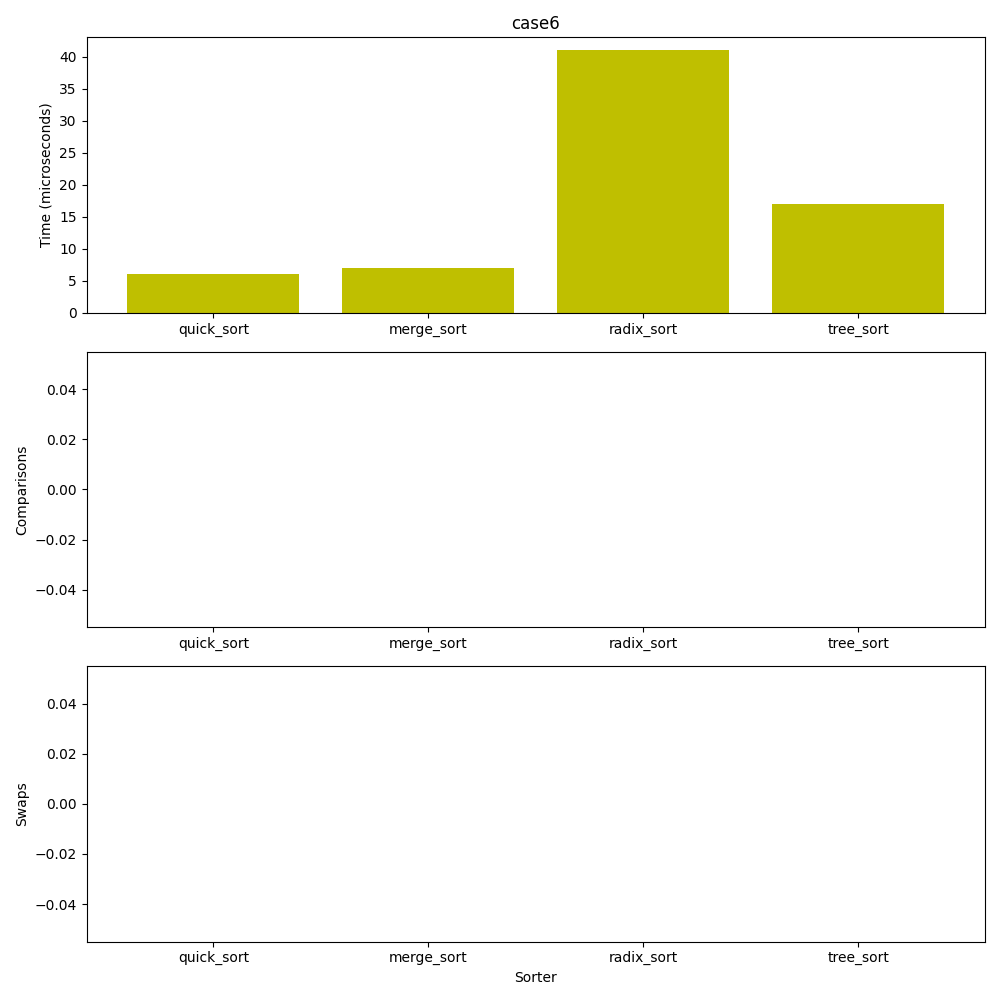 case6
Time (microseconds)
40
35
30
25
20
15
10
5
0
quick_sort merge_sort radix_sort tree_sort
Comparisons
0.04
0.02
0.00
−0.02
−0.04
quick_sort merge_sort radix_sort tree_sort
Swaps
0.04
0.02
0.00
−0.02
−0.04
quick_sort merge_sort radix_sort tree_sort
Sorter